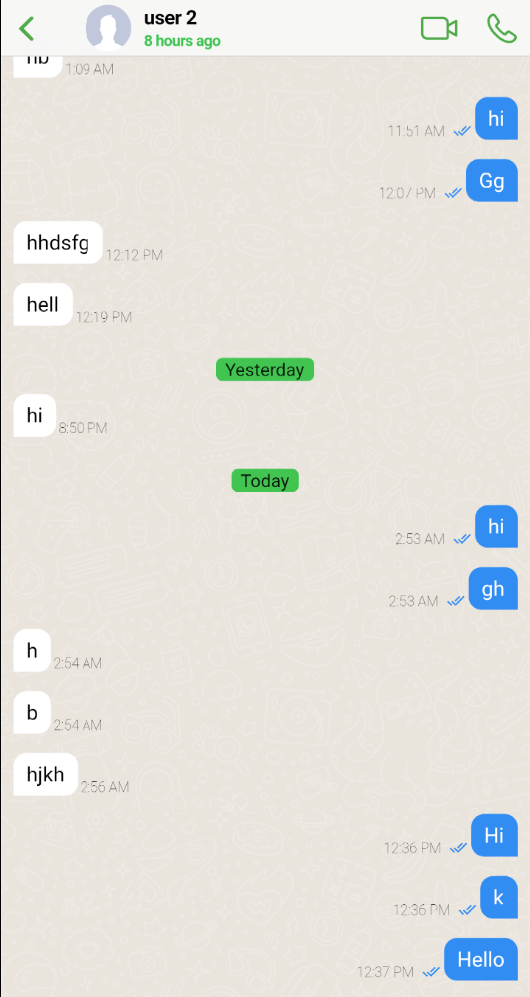 user 2
8 hours ago
hb
1:09 AM
hi
11:51 AM
Gg
12:07 PM
hhdsfg
12:12 PM
hell
12:19 PM
Yesterday
hi
8:50 PM
Today
hi
2:53 AM
gh
2:53 AM
h
2:54 AM
b
2:54 AM
hjkh
2:56 AM
Hi
12:36 PM
k
12:36 PM
Hello
12:37 PM